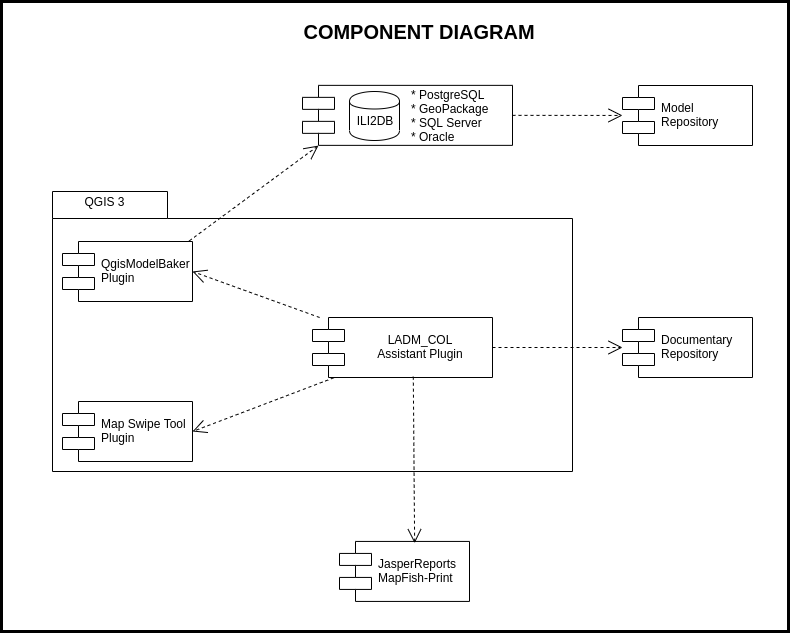 COMPONENT DIAGRAM
ILI2DB
* PostgreSQL
* GeoPackage
* SQL Server
* Oracle
Model
Repository
QGIS 3
QgisModelBaker
Plugin
LADM_COL
Assistant Plugin
Documentary
Repository
Map Swipe Tool
Plugin
JasperReports
MapFish-Print